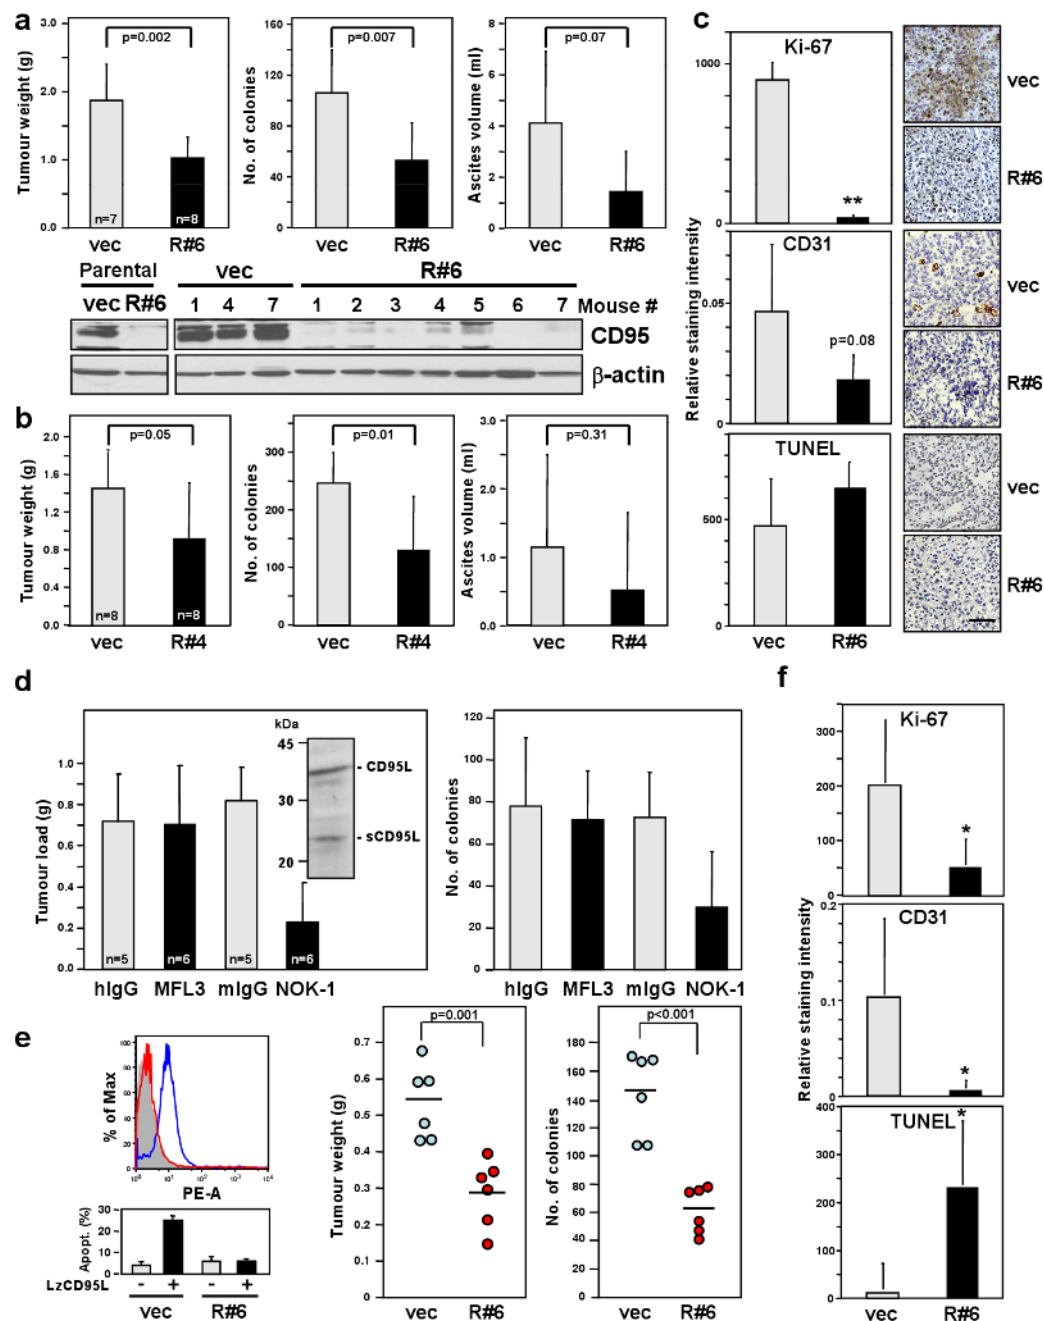 a
Tumour weight (g)
3.0
2.0
1.0
0.0
p=0.002
n=7
n=8
vec
R#6
No. of colonies
160
120
80
40
0
p=0.007
vec
R#6
Ascites volume (ml)
8
6
4
2
0
p=0.07
vec
R#6
Parental
vec
R#6
vec R#6
1 4 7 1 2 3 4 5 6 7 Mouse #
CD95
β-actin
b
Tumour weight (g)
2.0
1.6
1.2
0.8
0.4
0.0
p=0.05
n=8
n=8
vec
R#4
No. of colonies
300
250
100
0
p=0.01
vec
R#4
Ascites volume (ml)
3.0
2.0
1.0
0.0
p=0.31
vec
R#4
c
Relative staining intensity
Ki-67
1000
0
**
CD31
0.05
0
p=0.08
TUNEL
500
0
vec
R#6
vec
R#6
vec
R#6
vec
R#6
d
Tumour load (g)
1.0
0.8
0.6
0.4
0.2
0.0
n=5
n=6
n=5
n=6
hIgG MFL3 mIgG NOK-1
kDa
45
30
20
- CD95L
- sCD95L
No. of colonies
120
100
80
60
40
20
0
hIgG MFL3 mIgG NOK-1
e
% of Max
100
80
60
40
20
0
10⁰ 10¹ 10² 10³ 10⁴
PE-A
Apopt. (%)
30
20
10
0
LzCD95L - + - +
vec
R#6
Tumour weight (g)
0.7
0.6
0.5
0.4
0.3
0.2
0.1
0
p=0.001
vec
R#6
No. of colonies
180
160
140
120
100
80
60
40
20
0
p<0.001
vec
R#6
f
Relative staining intensity
Ki-67
300
200
100
0
*
CD31
0.2
0.1
0
*
TUNEL
400
300
200
100
0
*
vec
R#6